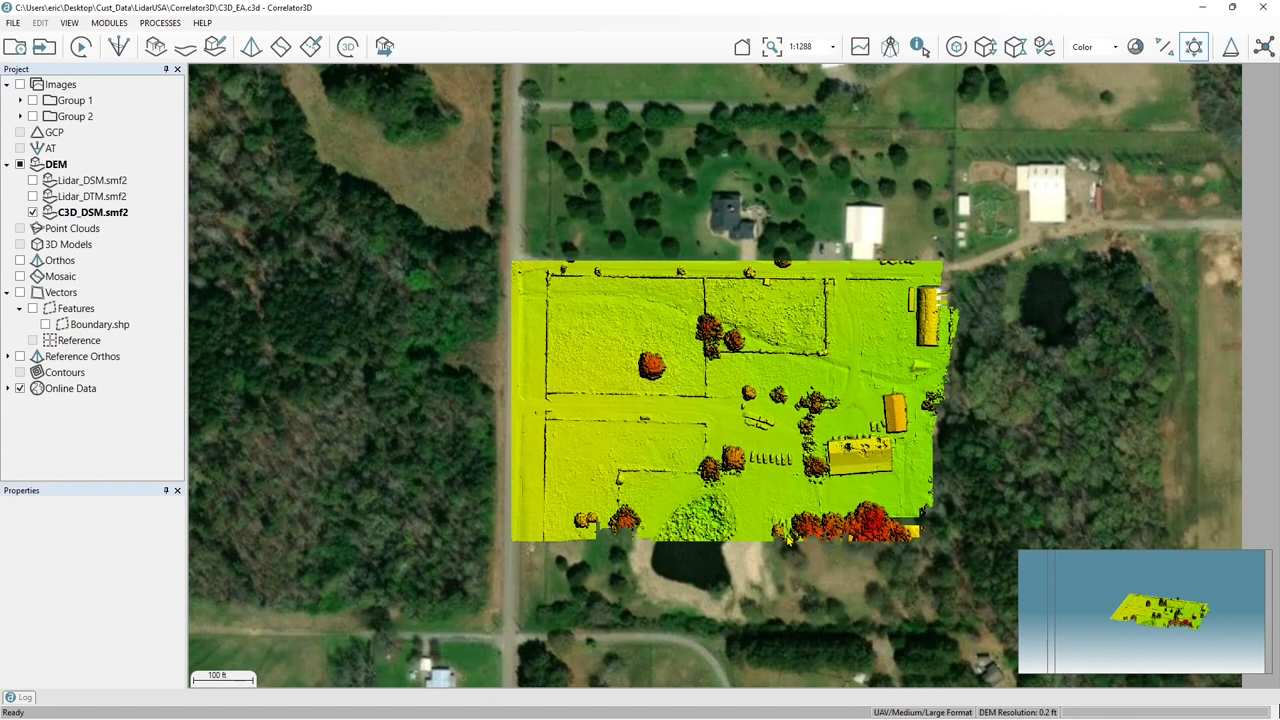 C:\Users\eric\Desktop\Cust_Data\LidarUSA\Correlator3D\C3D_EA.c3d - Correlator3D
FILE EDIT VIEW MODULES PROCESSES HELP
3D 1:1288 Color
Project
Images
Group 1
Group 2
GCP
AT
DEM
Lidar_DSM.smf2
Lidar_DTM.smf2
C3D_DSM.smf2
Point Clouds
3D Models
Orthos
Mosaic
Vectors
Features
Boundary.shp
Reference
Reference Orthos
Contours
Online Data
Properties
100 ft
Log
Ready UAV/Medium/Large Format DEM Resolution: 0.2 ft